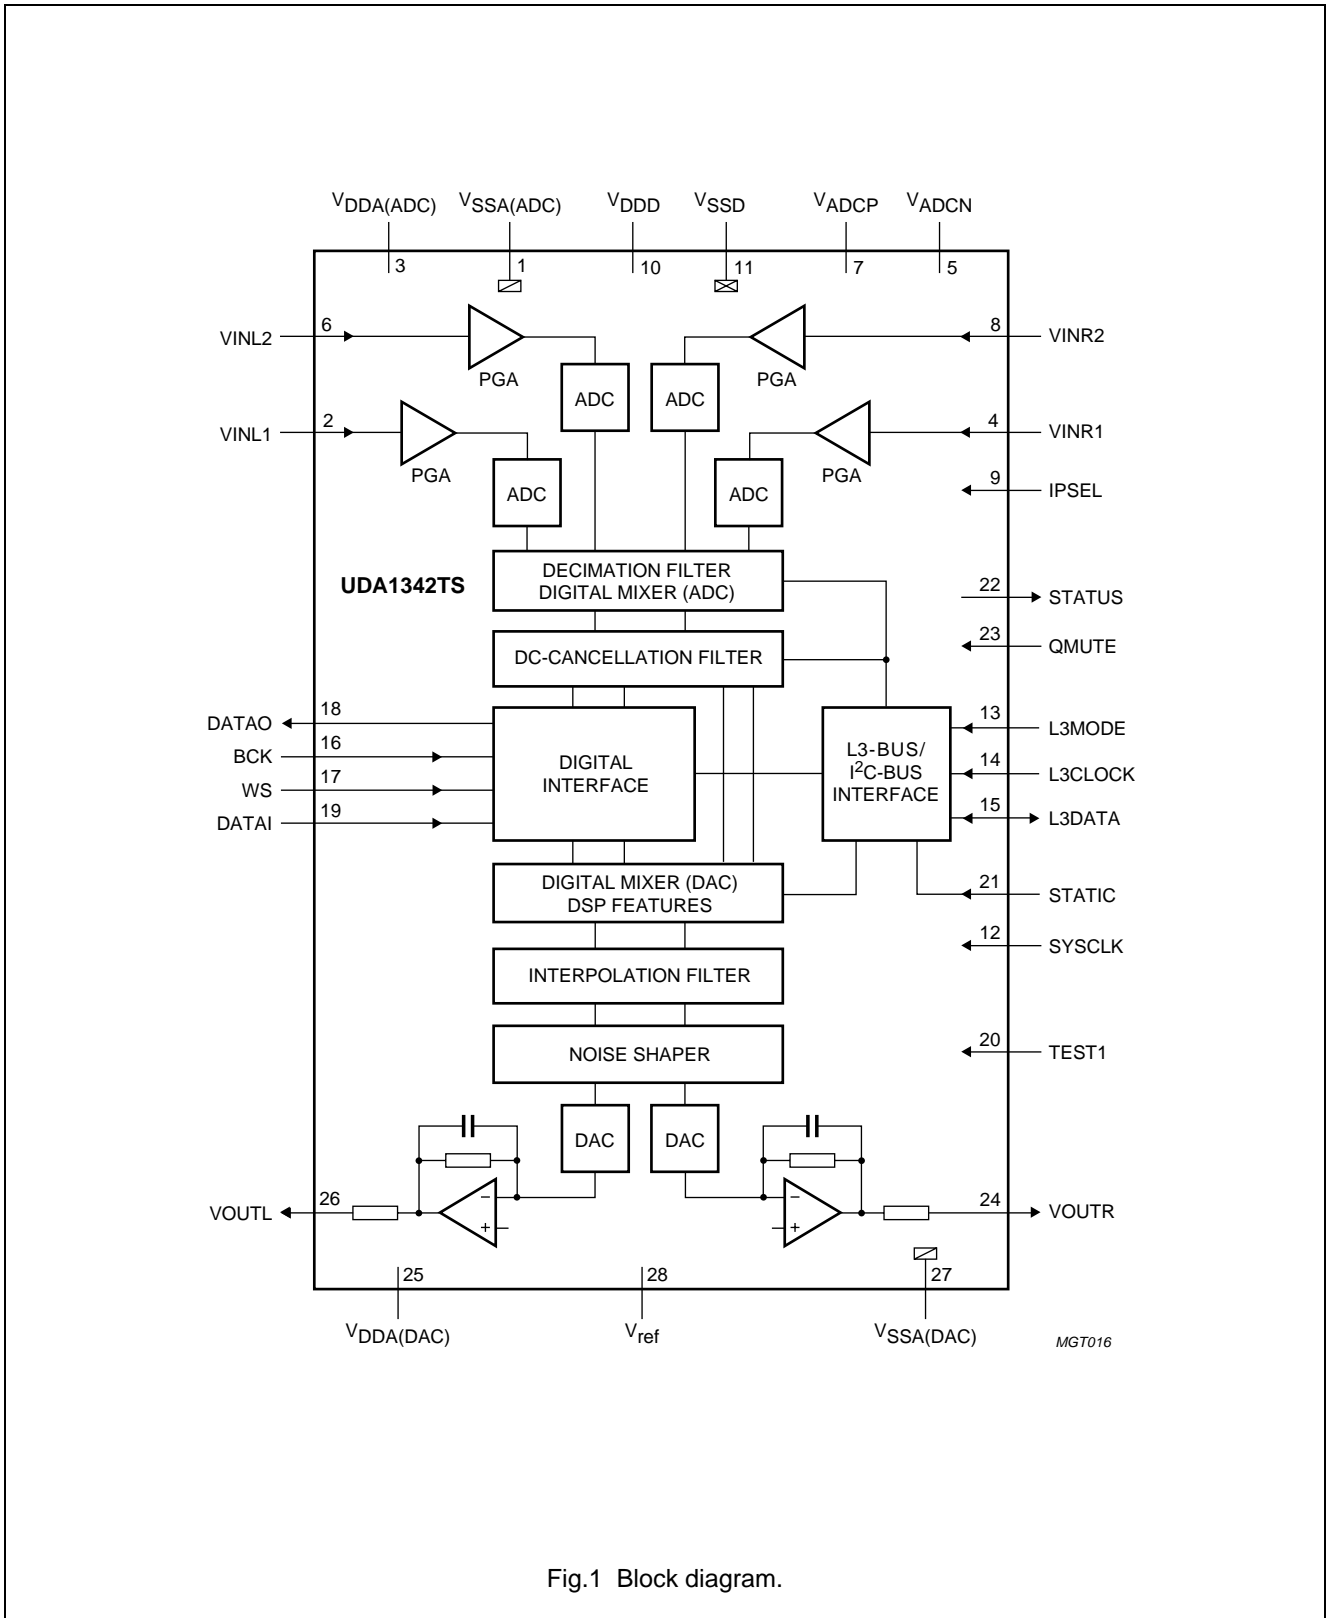 VDDA(ADC) VSSA(ADC) VDDD VSSD VADCP VADCN
3 1 10 11 7 5
VINL2 6 8 VINR2
PGA PGA
ADC ADC
VINL1 2 4 VINR1
PGA PGA
ADC ADC
9 IPSEL
UDA1342TS
DECIMATION FILTER
DIGITAL MIXER (ADC)
22 STATUS
23 QMUTE
DC-CANCELLATION FILTER
DATAO 18
BCK 16
WS 17
DATAI 19
DIGITAL
INTERFACE
L3-BUS/
I2C-BUS
INTERFACE
13 L3MODE
14 L3CLOCK
15 L3DATA
DIGITAL MIXER (DAC)
DSP FEATURES
21 STATIC
12 SYSCLK
INTERPOLATION FILTER
NOISE SHAPER
20 TEST1
DAC DAC
− −
+ +
VOUTL 26 24 VOUTR
25 28 27
VDDA(DAC) Vref VSSA(DAC)
MGT016
Fig.1 Block diagram.